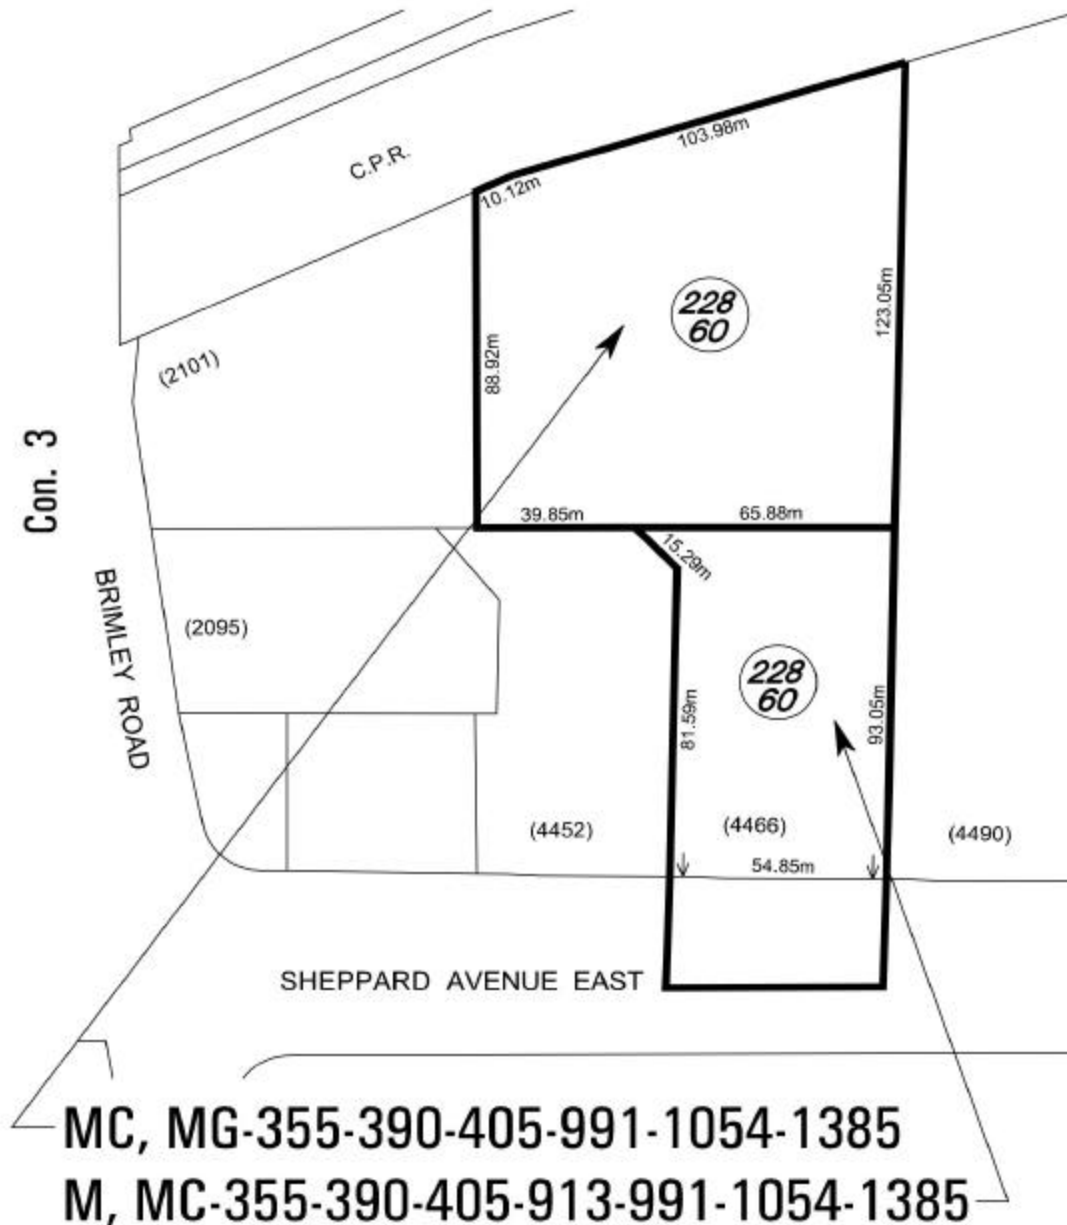 C.P.R.
103.98m
10.12m
228
60
123.05m
88.92m
(2101)
Con. 3
39.85m
65.88m
15.29m
BRIMLEY ROAD
(2095)
228
60
81.59m
93.05m
(4452)
(4466)
(4490)
54.85m
SHEPPARD AVENUE EAST
MC, MG-355-390-405-991-1054-1385
M, MC-355-390-405-913-991-1054-1385